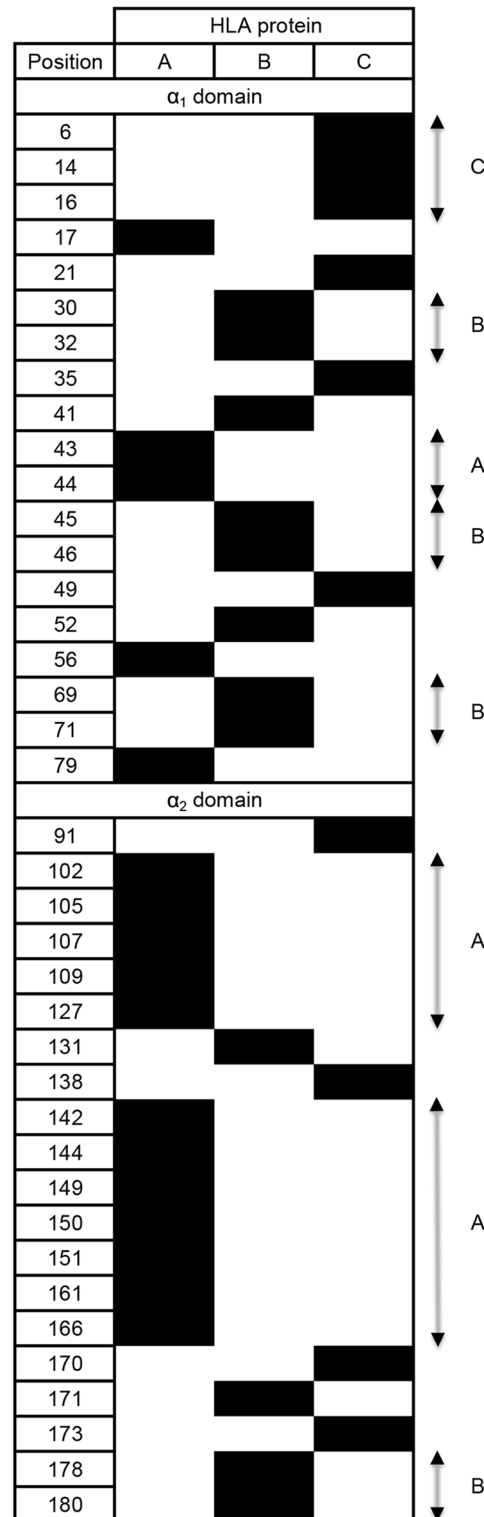 HLA protein
Position A B C
α₁ domain
6
14 C
16
17
21
30
32 B
35
41
43
44 A
45
46 B
49
52
56
69
71 B
79
α₂ domain
91
102
105
107 A
109
127
131
138
142
144
149
150 A
151
161
166
170
171
173
178
180 B